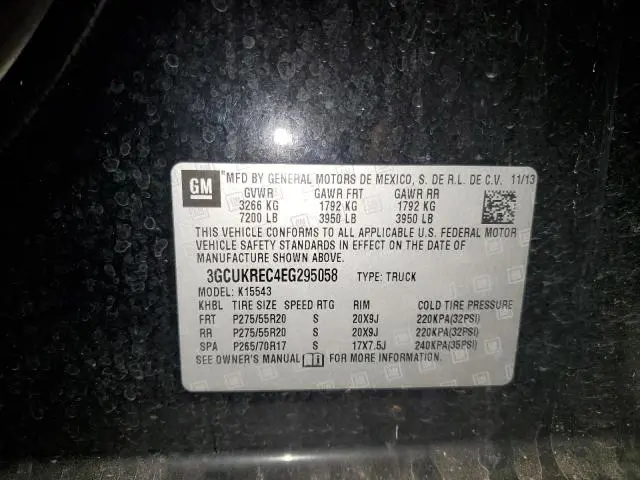 GM ® MFD BY GENERAL MOTORS DE MEXICO, S. DE R.L. DE C.V. 11/13
GVWR GAWR FRT GAWR RR
3266 KG 1792 KG 1792 KG
7200 LB 3950 LB 3950 LB
THIS VEHICLE CONFORMS TO ALL APPLICABLE U.S. FEDERAL MOTOR
VEHICLE SAFETY STANDARDS IN EFFECT ON THE DATE OF
MANUFACTURE SHOWN ABOVE.
3GCUKREC4EG295058 TYPE: TRUCK
MODEL: K15543
KHBL TIRE SIZE SPEED RTG RIM COLD TIRE PRESSURE
FRT P275/55R20 S 20X9J 220KPA(32PSI)
RR P275/55R20 S 20X9J 220KPA(32PSI)
SPA P265/70R17 S 17X7.5J 240KPA(35PSI)
SEE OWNER'S MANUAL FOR MORE INFORMATION.